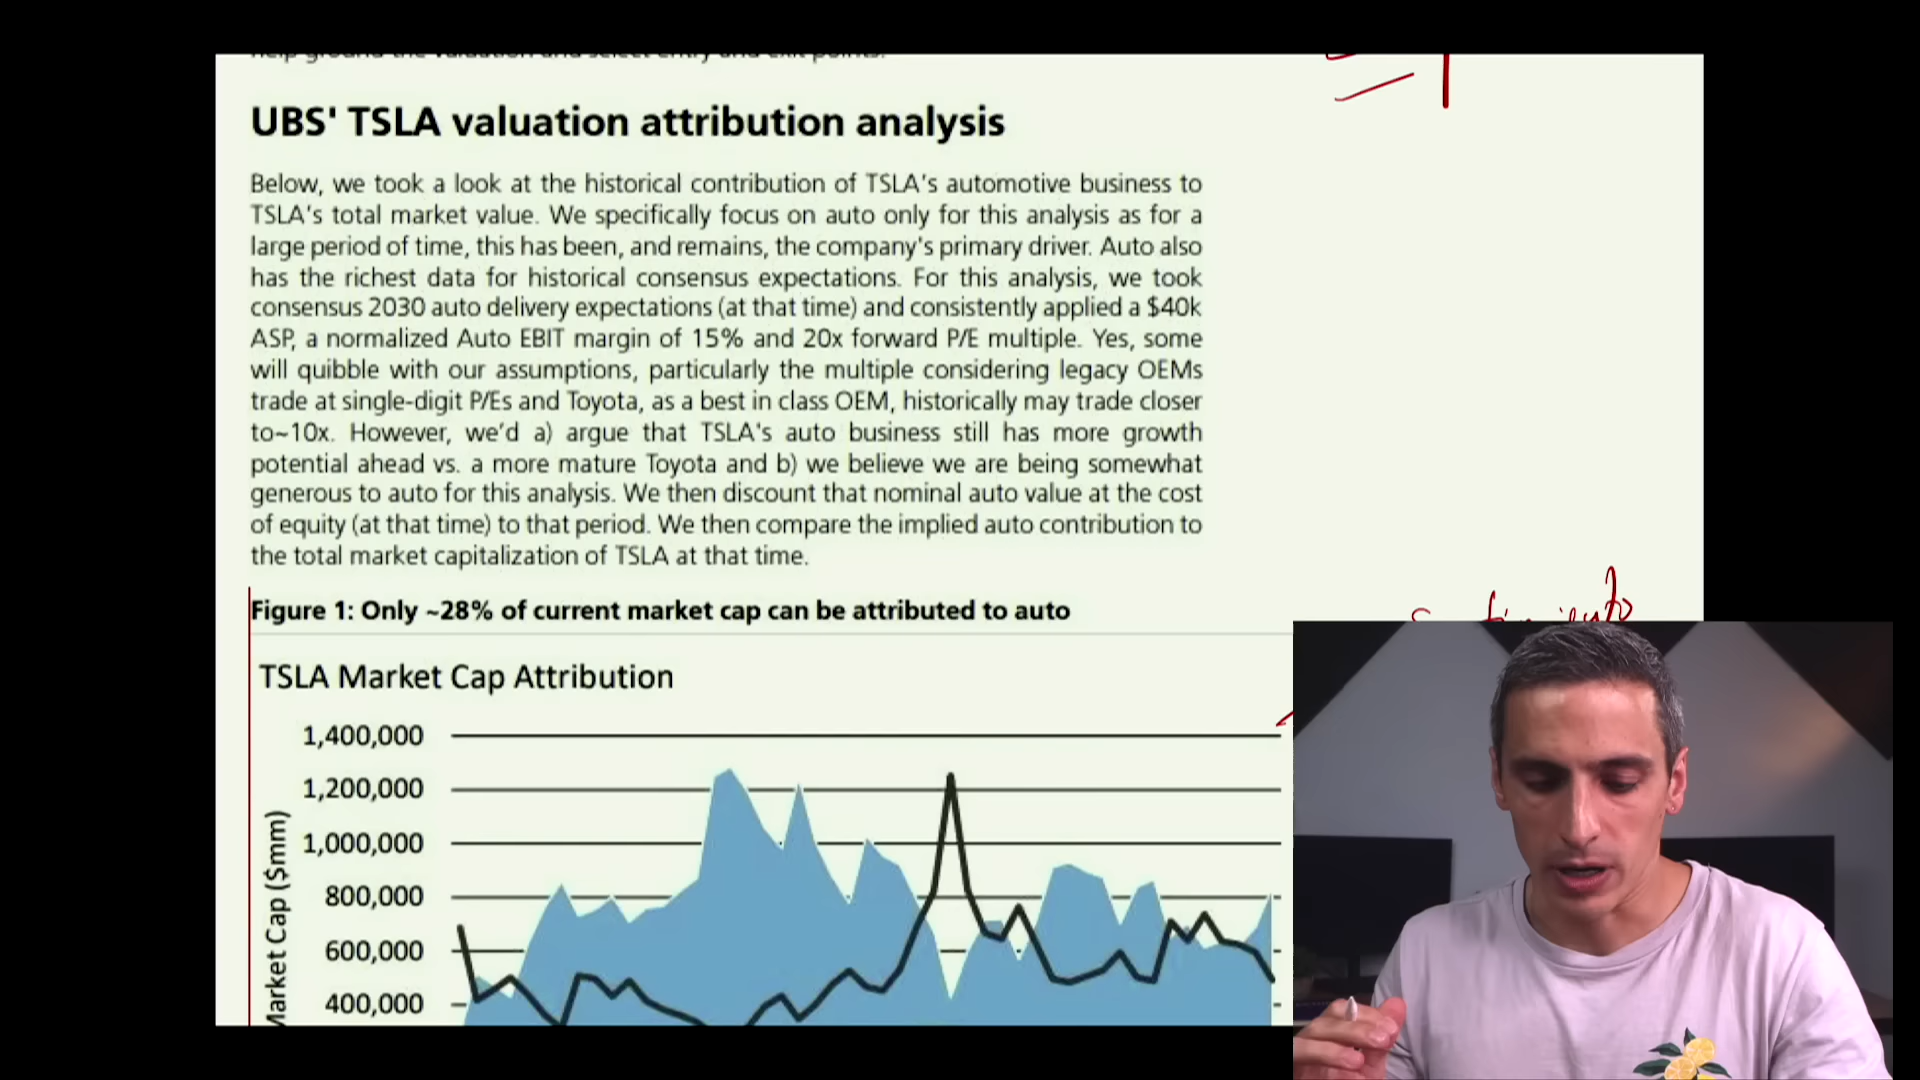 help ground the valuation and select entry and exit points.
UBS' TSLA valuation attribution analysis
Below, we took a look at the historical contribution of TSLA's automotive business to
TSLA's total market value. We specifically focus on auto only for this analysis as for a
large period of time, this has been, and remains, the company's primary driver. Auto also
has the richest data for historical consensus expectations. For this analysis, we took
consensus 2030 auto delivery expectations (at that time) and consistently applied a $40k
ASP, a normalized Auto EBIT margin of 15% and 20x forward P/E multiple. Yes, some
will quibble with our assumptions, particularly the multiple considering legacy OEMs
trade at single-digit P/Es and Toyota, as a best in class OEM, historically may trade closer
to~10x. However, we'd a) argue that TSLA's auto business still has more growth
potential ahead vs. a more mature Toyota and b) we believe we are being somewhat
generous to auto for this analysis. We then discount that nominal auto value at the cost
of equity (at that time) to that period. We then compare the implied auto contribution to
the total market capitalization of TSLA at that time.
Figure 1: Only ~28% of current market cap can be attributed to auto
TSLA Market Cap Attribution
1,400,000
1,200,000
1,000,000
800,000
600,000
400,000
Market Cap ($mm)